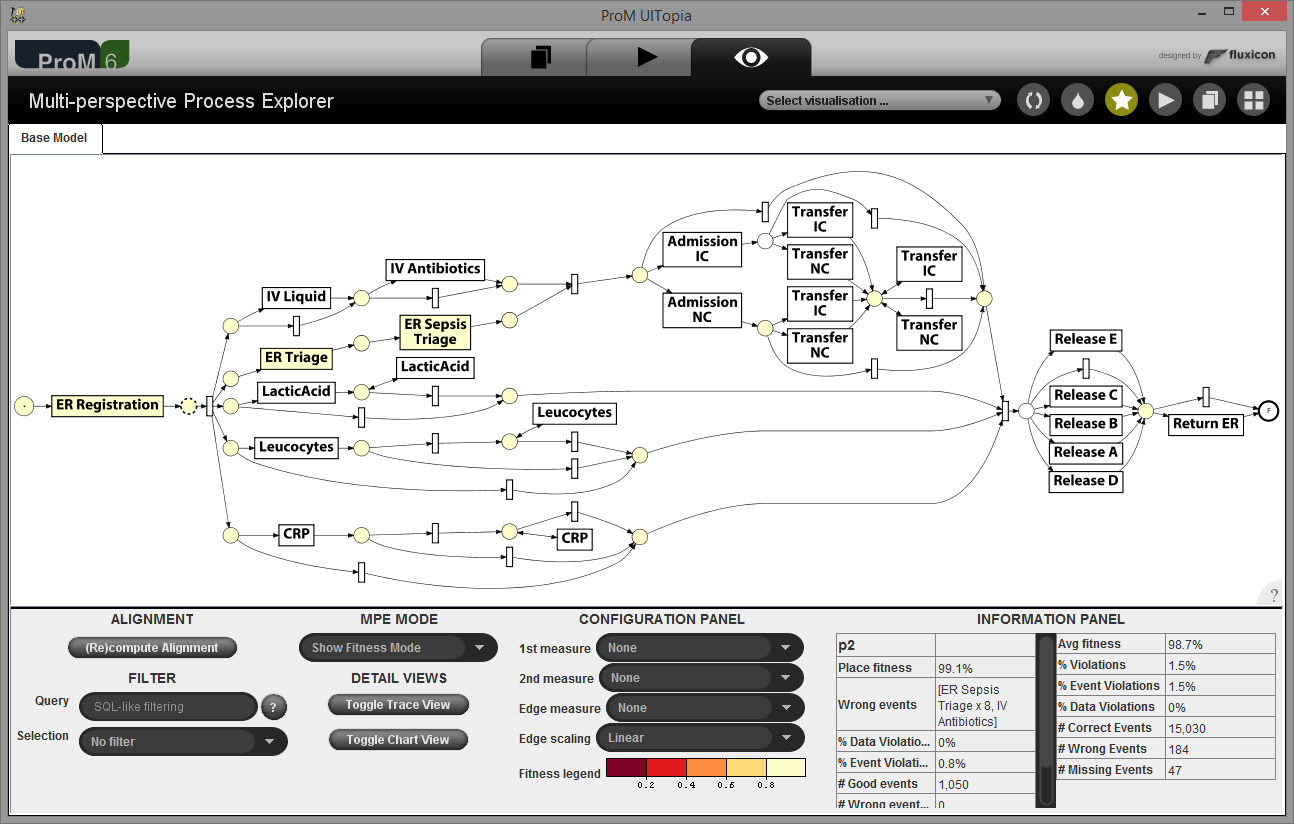 ProM UITopia
ProM 6
designed by fluxicon
Multi-perspective Process Explorer
Select visualisation ...
Base Model
Transfer
IC
Admission
IC
Transfer
NC
Transfer
IC
IV Antibiotics
IV Liquid
Admission
NC
Transfer
IC
ER Sepsis
Triage
Transfer
NC
Transfer
NC
ER Triage
LacticAcid
LacticAcid
ER Registration
Leucocytes
Leucocytes
CRP
CRP
Release E
Release C
Release B
Release A
Release D
Return ER
F
?
ALIGNMENT
(Re)compute Alignment
FILTER
Query
SQL-like filtering
?
Selection
No filter
MPE MODE
Show Fitness Mode
DETAIL VIEWS
Toggle Trace View
Toggle Chart View
CONFIGURATION PANEL
1st measure None
2nd measure None
Edge measure None
Edge scaling Linear
Fitness legend
0.2 0.4 0.6 0.8
INFORMATION PANEL
p2
Place fitness 99.1%
Wrong events [ER Sepsis
Triage x 8, IV
Antibiotics]
% Data Violatio... 0%
% Event Violati... 0.8%
# Good events 1,050
# Wrong event... 0
Avg fitness 98.7%
% Violations 1.5%
% Event Violations 1.5%
% Data Violations 0%
# Correct Events 15,030
# Wrong Events 184
# Missing Events 47